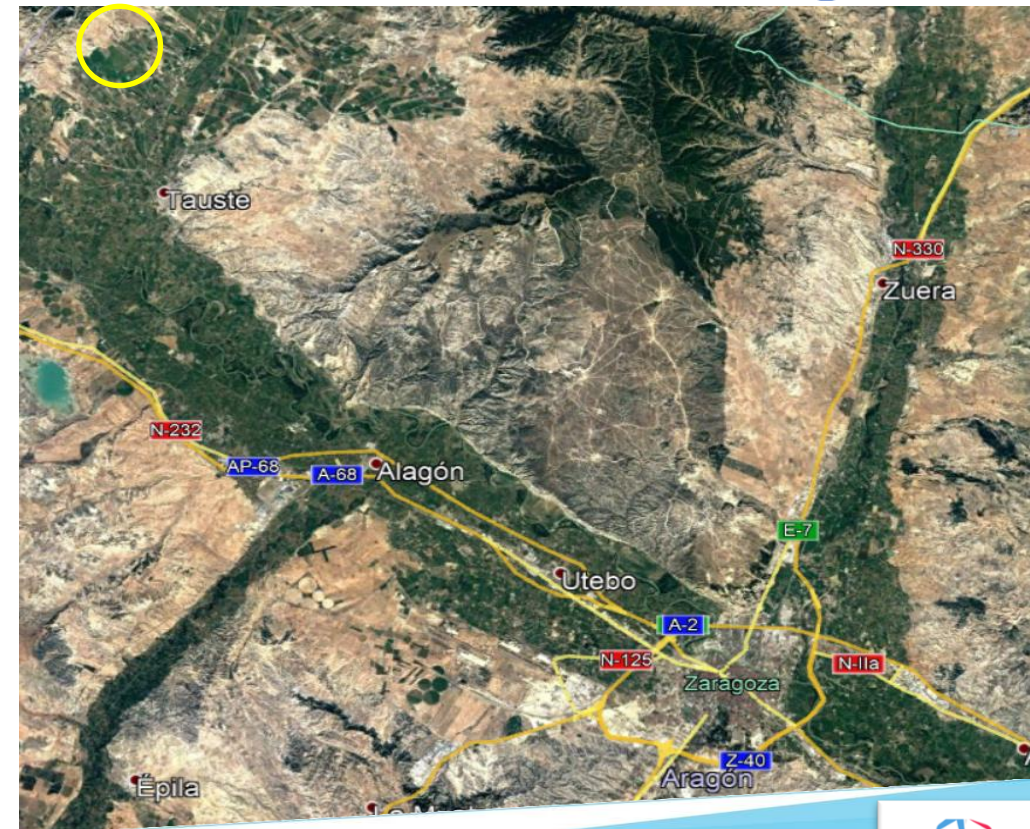 Tauste
N-330
Zuera
N-232
AP-68
A-68
Alagón
E-7
Utebo
A-2
N-125
N-IIa
Zaragoza
Z-40
Aragón
Épila